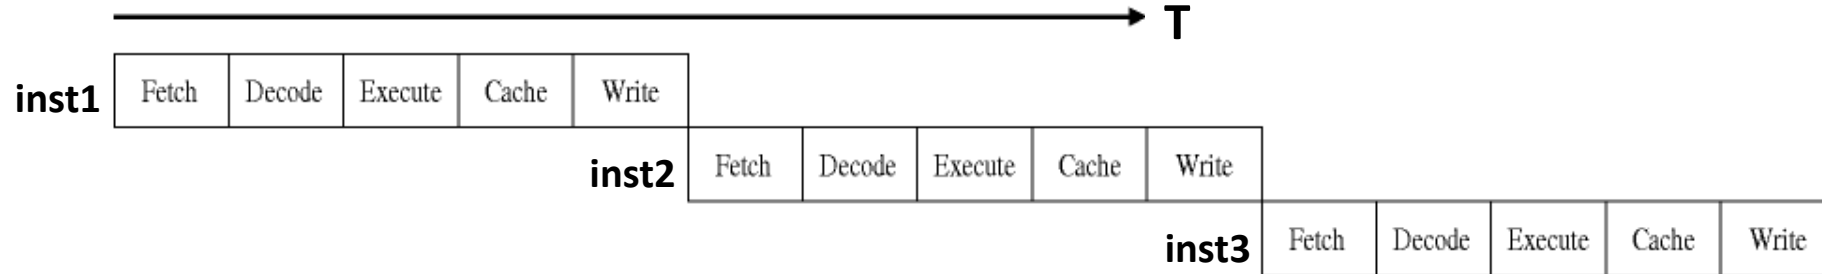 T
inst1 Fetch Decode Execute Cache Write
inst2 Fetch Decode Execute Cache Write
inst3 Fetch Decode Execute Cache Write